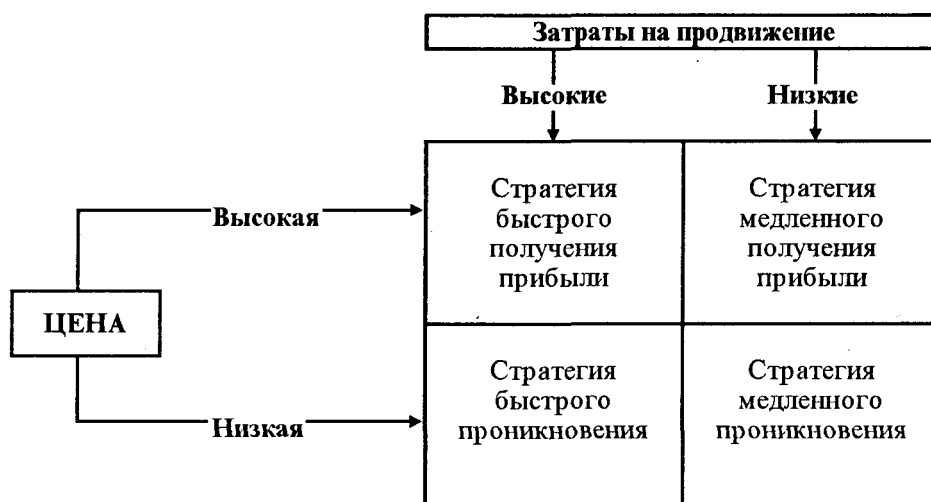 Затраты на продвижение
Высокие
Низкие
Стратегия
быстрого
получения
прибыли
Стратегия
медленного
получения
прибыли
Высокая
ЦЕНА
Низкая
Стратегия
быстрого
проникновения
Стратегия
медленного
проникновения